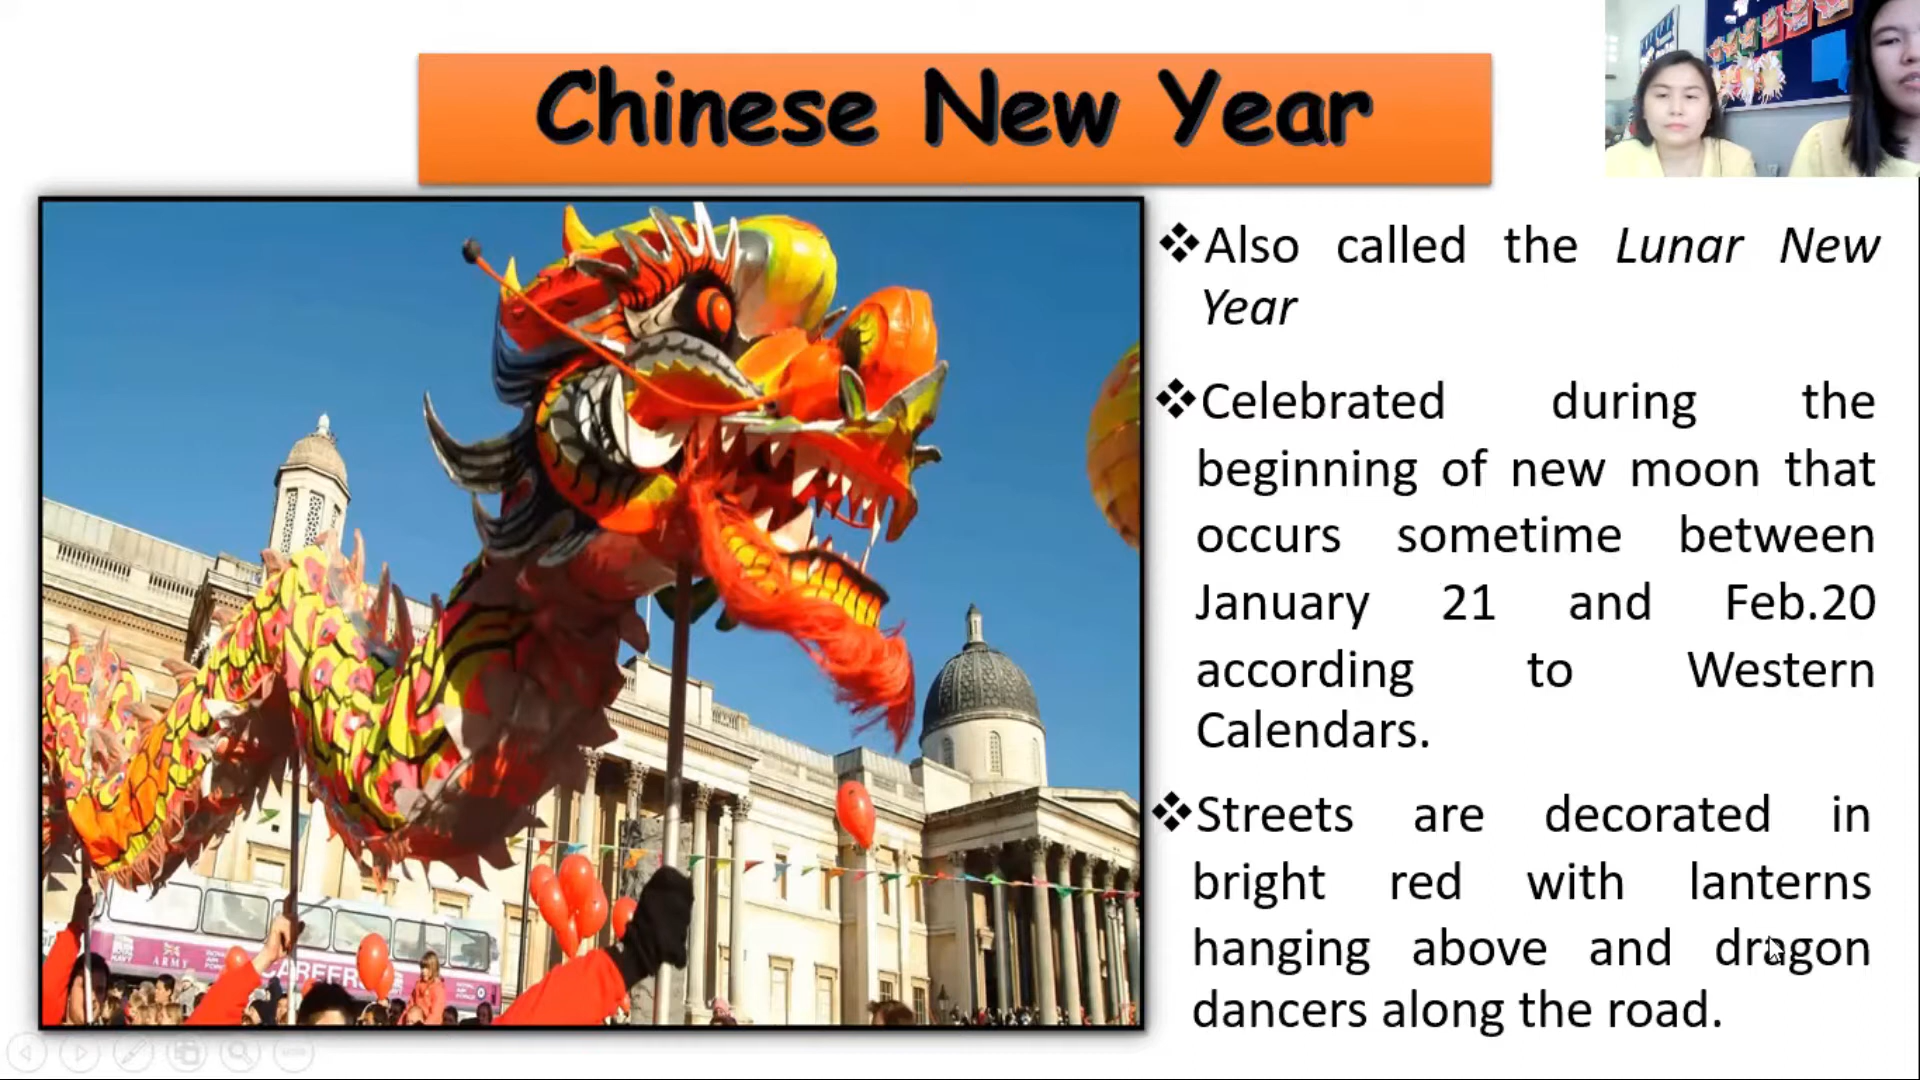 Chinese New Year
❖Also called the Lunar New
Year
❖Celebrated during the
beginning of new moon that
occurs sometime between
January 21 and Feb.20
according to Western
Calendars.
❖Streets are decorated in
bright red with lanterns
hanging above and dragon
dancers along the road.
ARMY
CAREER